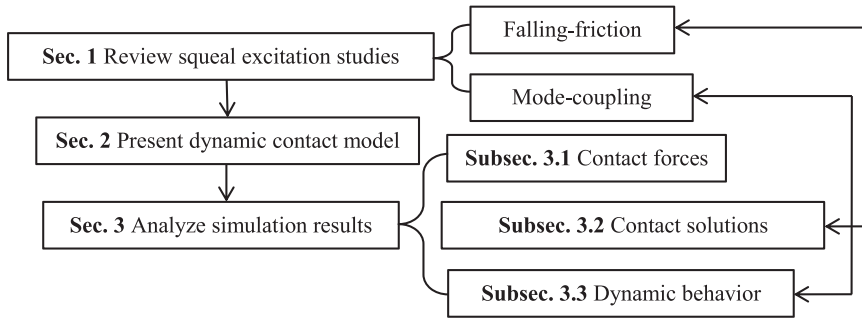 Sec. 1 Review squeal excitation studies
Falling-friction
Mode-coupling
Sec. 2 Present dynamic contact model
Sec. 3 Analyze simulation results
Subsec. 3.1 Contact forces
Subsec. 3.2 Contact solutions
Subsec. 3.3 Dynamic behavior